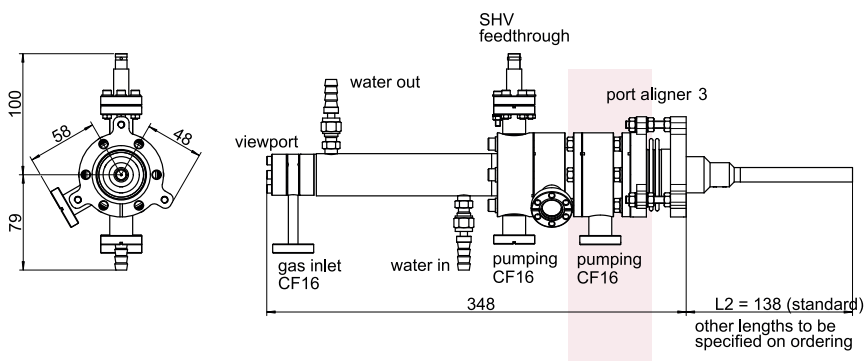 SHV
feedthrough
water out
port aligner 3
viewport
100
58
48
79
gas inlet
CF16
water in
pumping
CF16
pumping
CF16
348
L2 = 138 (standard)
other lengths to be
specified on ordering